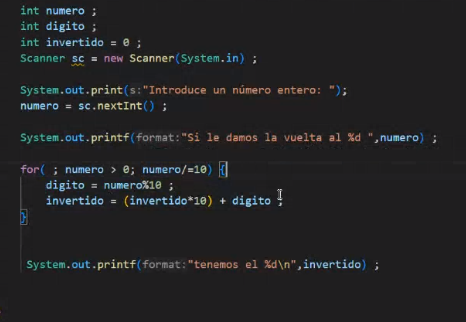 int numero ;
int digito ;
int invertido = 0 ;
Scanner sc = new Scanner(System.in) ;
System.out.print(s:"Introduce un número entero: ");
numero = sc.nextInt() ;
System.out.printf(format:"Si le damos la vuelta al %d ",numero) ;
for( ; numero > 0; numero/=10) {
digito = numero%10 ;
invertido = (invertido*10) + digito ;
}
System.out.printf(format:"tenemos el %d\n",invertido) ;